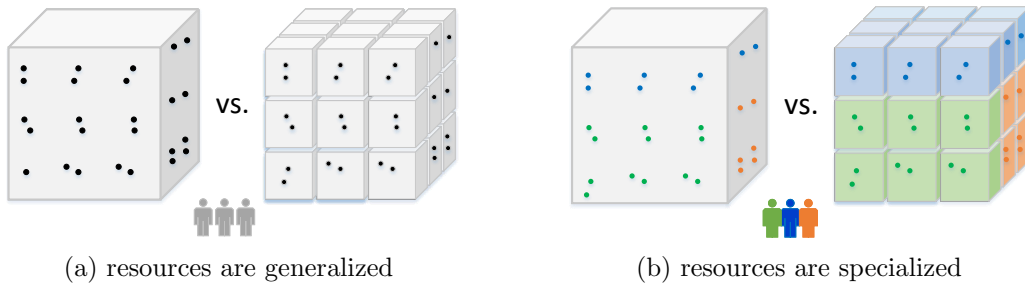 vs.
vs.
(a) resources are generalized
(b) resources are specialized